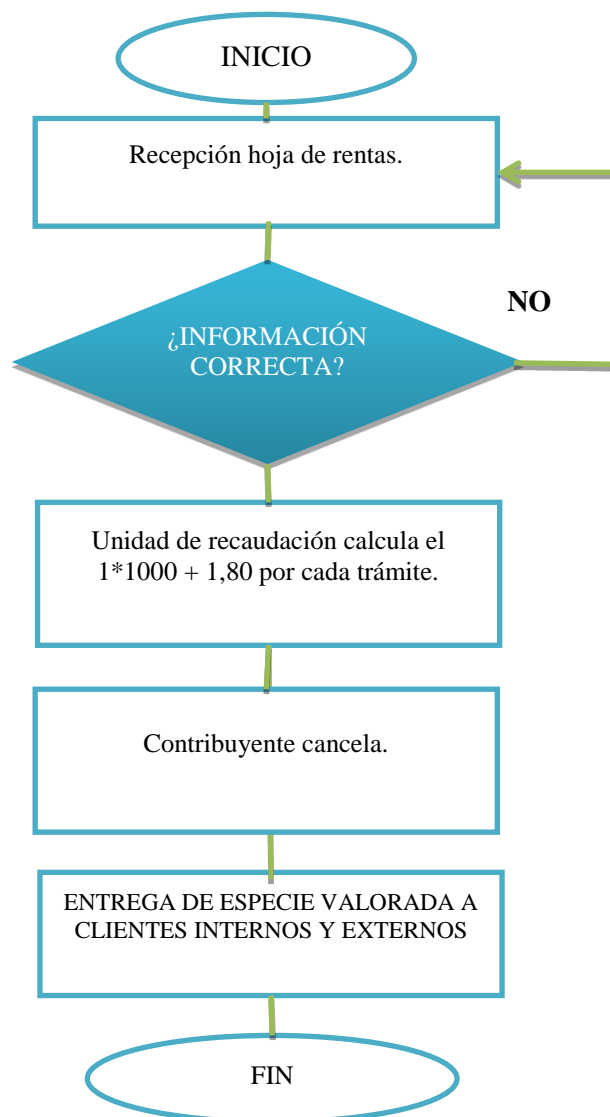 INICIO
Recepción hoja de rentas.
¿INFORMACIÓN
CORRECTA?
NO
Unidad de recaudación calcula el
1*1000 + 1,80 por cada trámite.
Contribuyente cancela.
ENTREGA DE ESPECIE VALORADA A
CLIENTES INTERNOS Y EXTERNOS
FIN